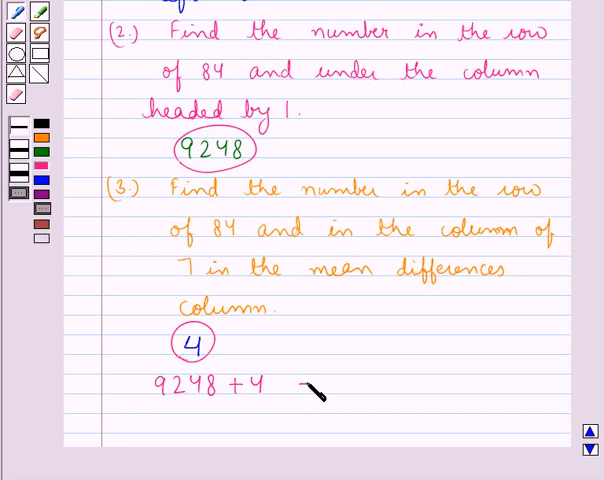 (2.) Find the number in the row
of 84 and under the column
headed by 1.
9248
(3.) Find the number in the row
of 84 and in the column of
7 in the mean differences
column.
4
9248 + 4